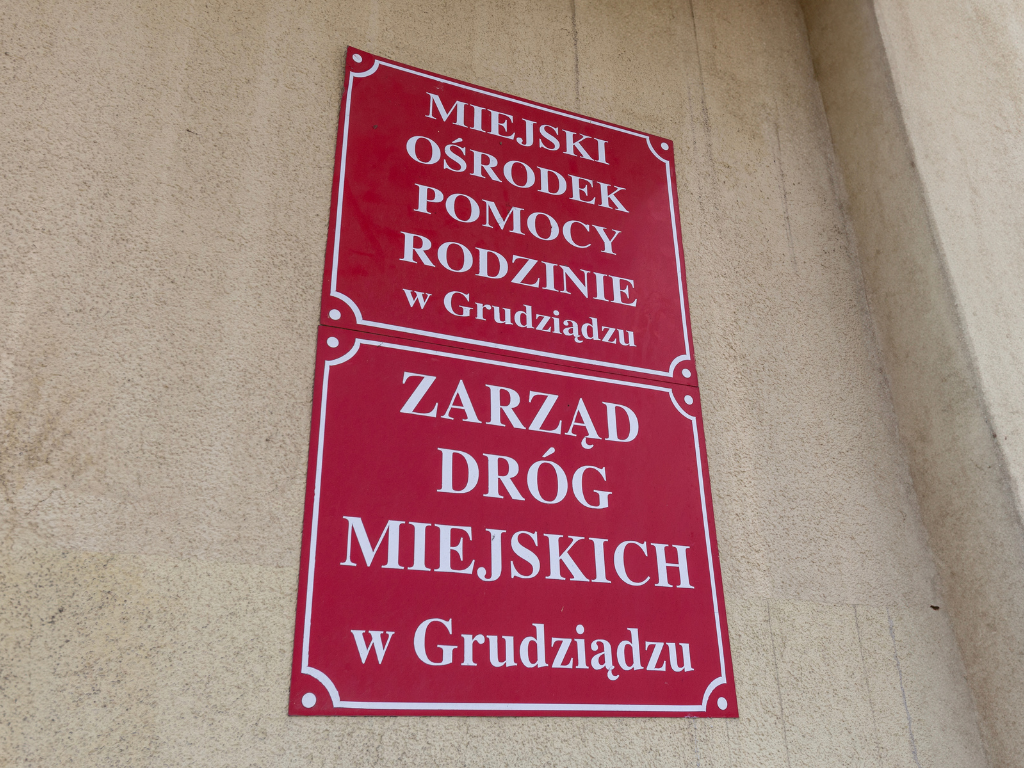 MIEJSKI
OŚRODEK
POMOCY
RODZINIE
w Grudziądzu
ZARZĄD
DRÓG
MIEJSKICH
w Grudziądzu